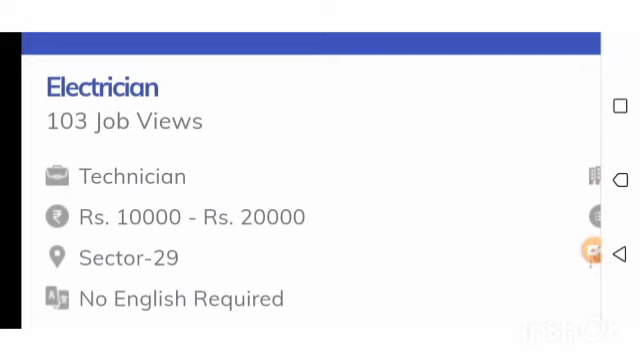 Electrician
103 Job Views
Technician
Rs. 10000 - Rs. 20000
Sector-29
No English Required